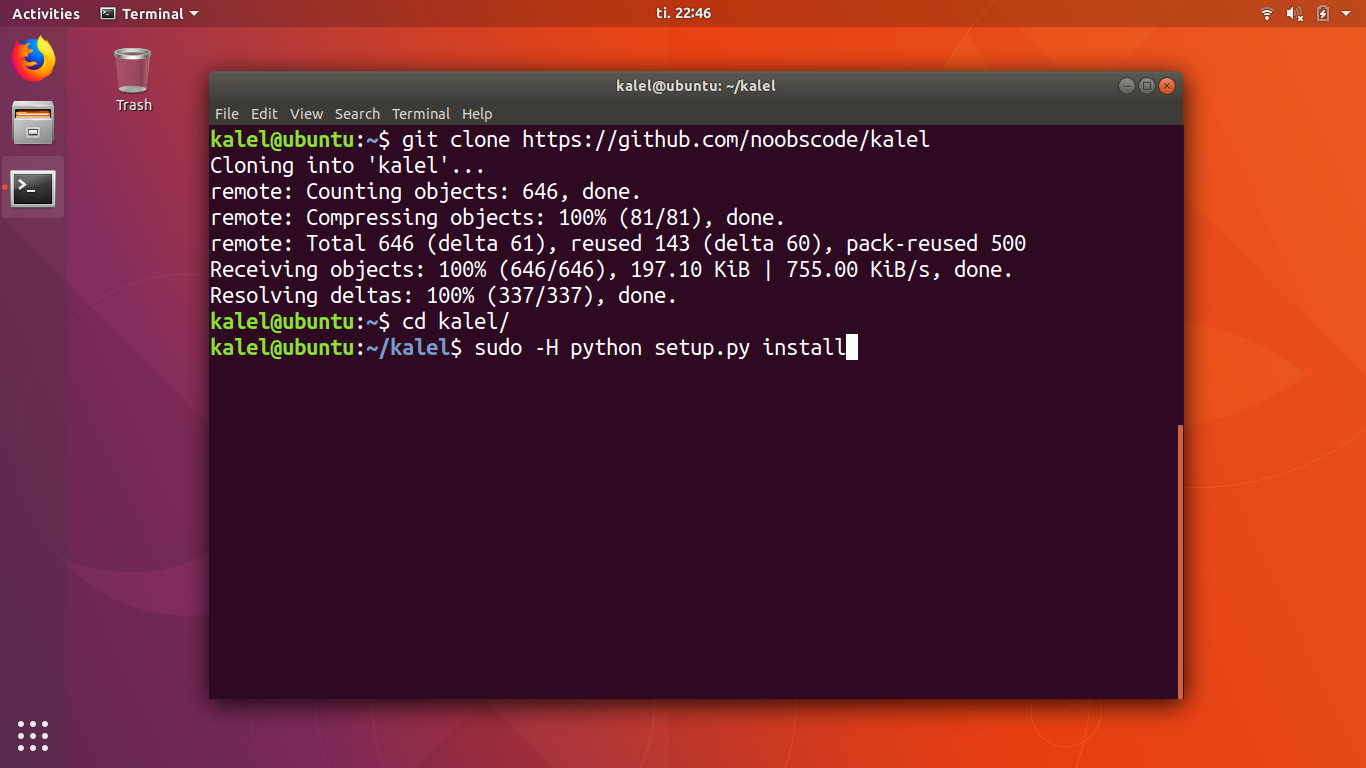 Activities Terminal ti. 22:46
Trash
kalel@ubuntu: ~/kalel
File Edit View Search Terminal Help
kalel@ubuntu:~$ git clone https://github.com/noobscode/kalel
Cloning into 'kalel'...
remote: Counting objects: 646, done.
remote: Compressing objects: 100% (81/81), done.
remote: Total 646 (delta 61), reused 143 (delta 60), pack-reused 500
Receiving objects: 100% (646/646), 197.10 KiB | 755.00 KiB/s, done.
Resolving deltas: 100% (337/337), done.
kalel@ubuntu:~$ cd kalel/
kalel@ubuntu:~/kalel$ sudo -H python setup.py install